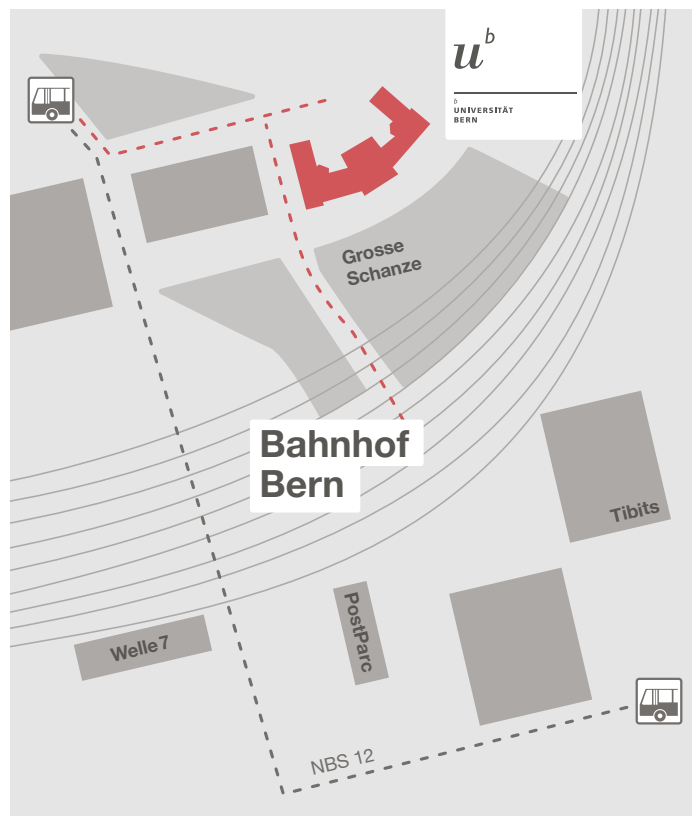 u^b
b
UNIVERSITÄT
BERN
Grosse
Schanze
Bahnhof
Bern
Tibits
PostParc
Welle7
NBS 12